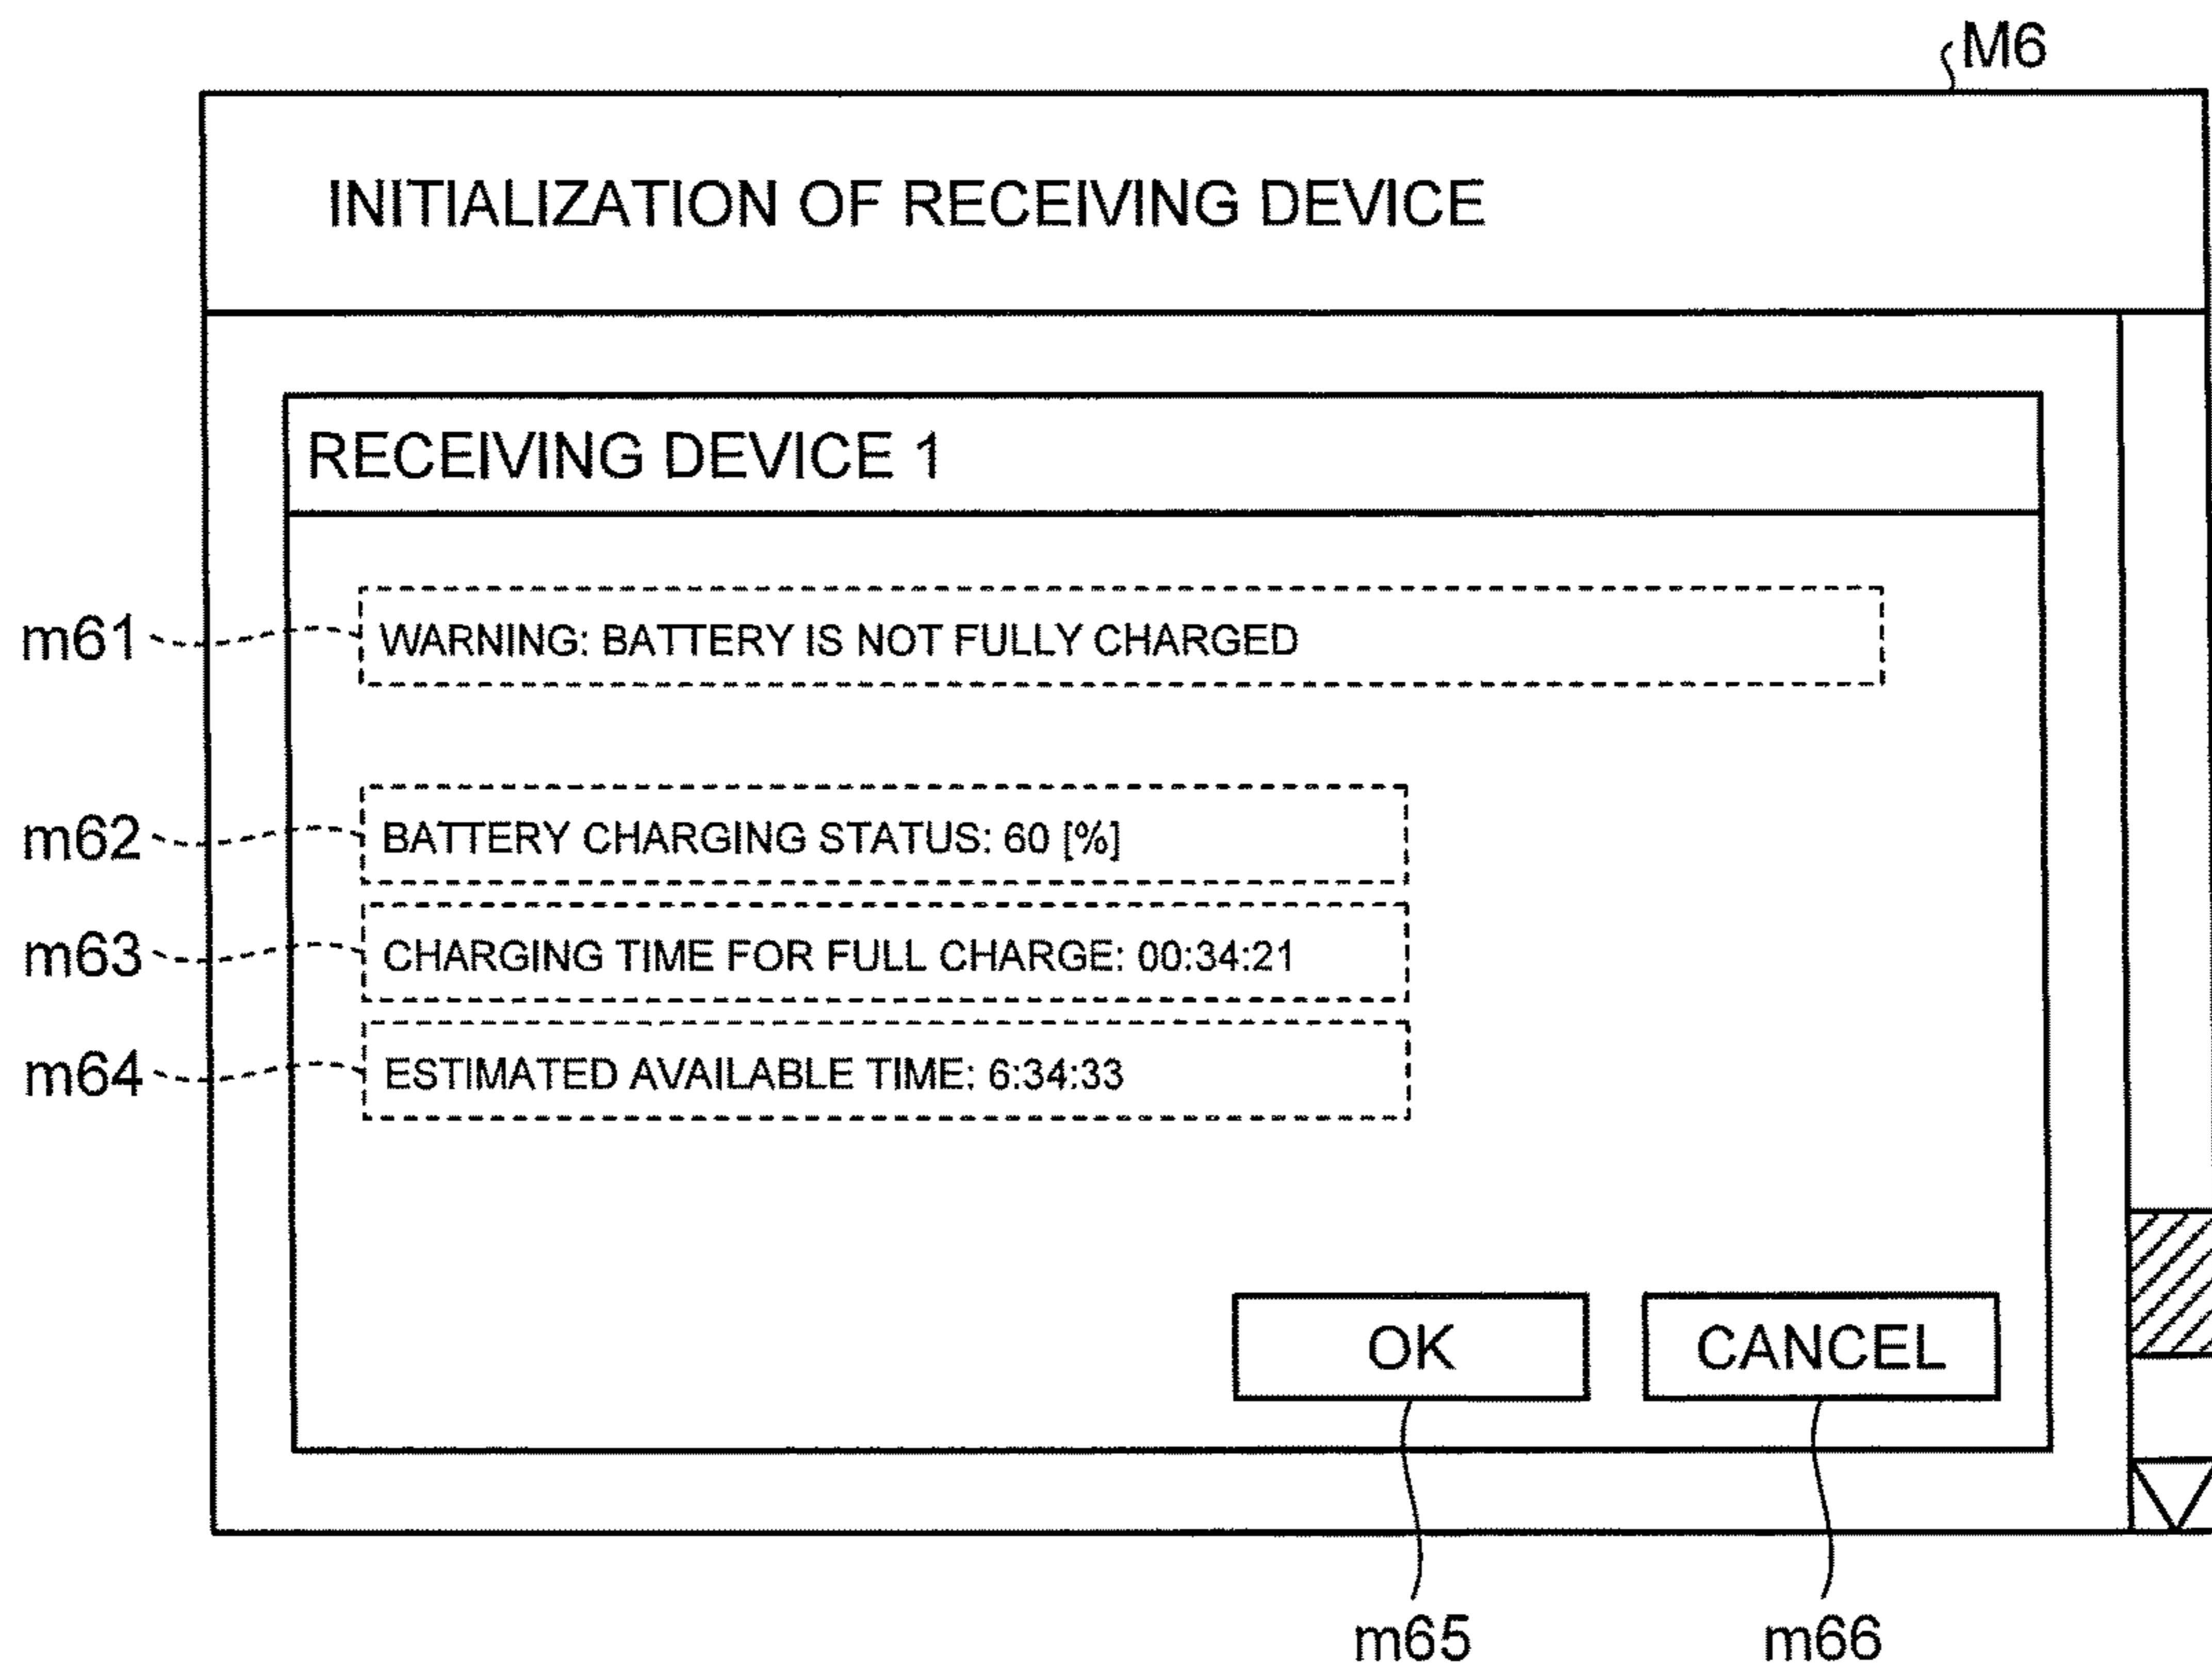 M6
INITIALIZATION OF RECEIVING DEVICE
RECEIVING DEVICE 1
m61
WARNING: BATTERY IS NOT FULLY CHARGED
m62
BATTERY CHARGING STATUS: 60 [%]
m63
CHARGING TIME FOR FULL CHARGE: 00:34:21
m64
ESTIMATED AVAILABLE TIME: 6:34:33
OK
CANCEL
m65
m66